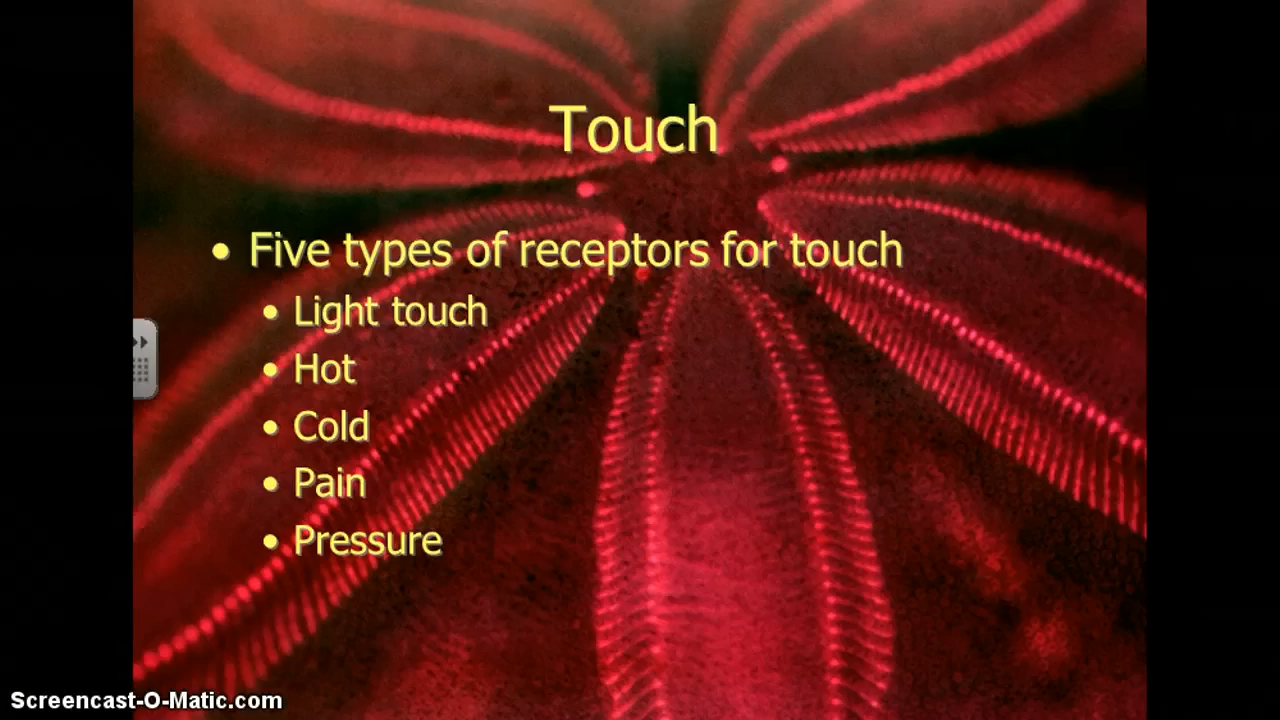 Touch
• Five types of receptors for touch
• Light touch
• Hot
• Cold
• Pain
• Pressure
Screencast-O-Matic.com